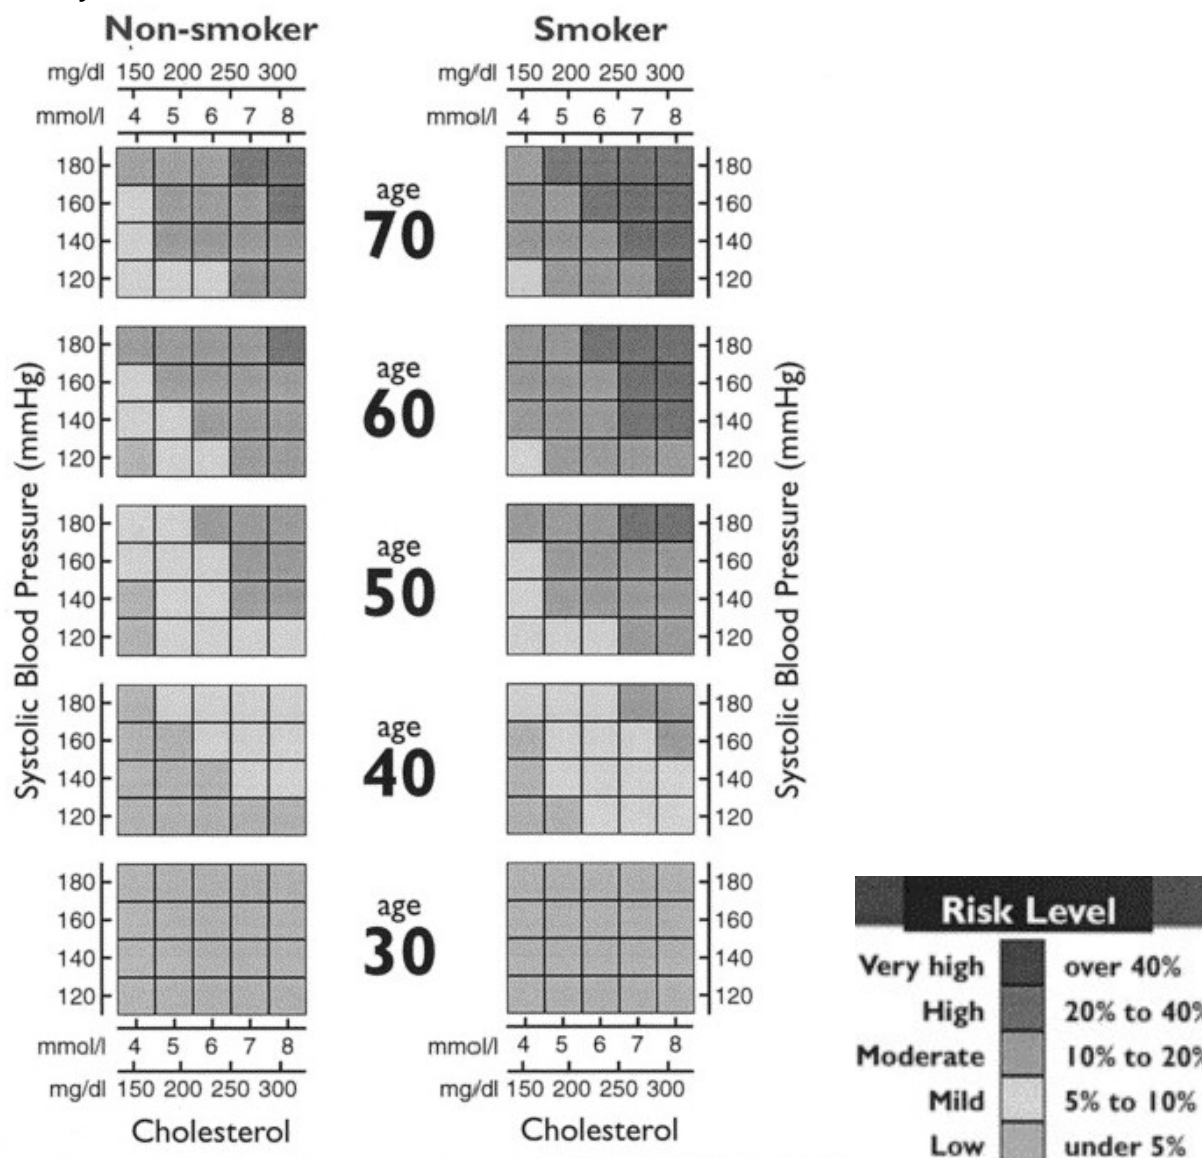 Non-smoker Smoker
mg/dl 150 200 250 300 mg/dl 150 200 250 300
mmol/l 4 5 6 7 8 mmol/l 4 5 6 7 8
180 180
age
160 160
70
140 140
120 120
180 180
age
160 160
60
140 140
120 120
Systolic Blood Pressure (mmHg) Systolic Blood Pressure (mmHg)
180 180
age
160 160
50
140 140
120 120
180 180
age
160 160
40
140 140
120 120
180 180
age
160 160
30
140 140
120 120
mmol/l 4 5 6 7 8 mmol/l 4 5 6 7 8
mg/dl 150 200 250 300 mg/dl 150 200 250 300
Cholesterol Cholesterol
Risk Level
Very high over 40%
High 20% to 40%
Moderate 10% to 20%
Mild 5% to 10%
Low under 5%